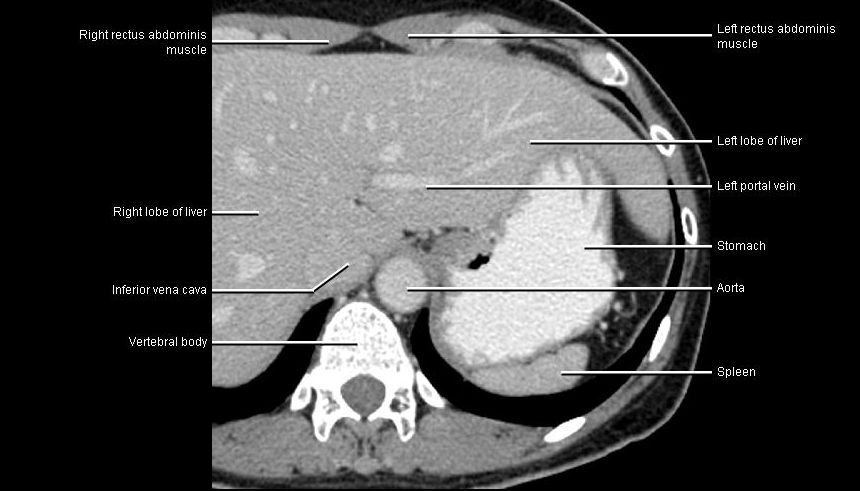 Right rectus abdominis
muscle
Left rectus abdominis
muscle
Left lobe of liver
Left portal vein
Right lobe of liver
Stomach
Inferior vena cava
Aorta
Vertebral body
Spleen